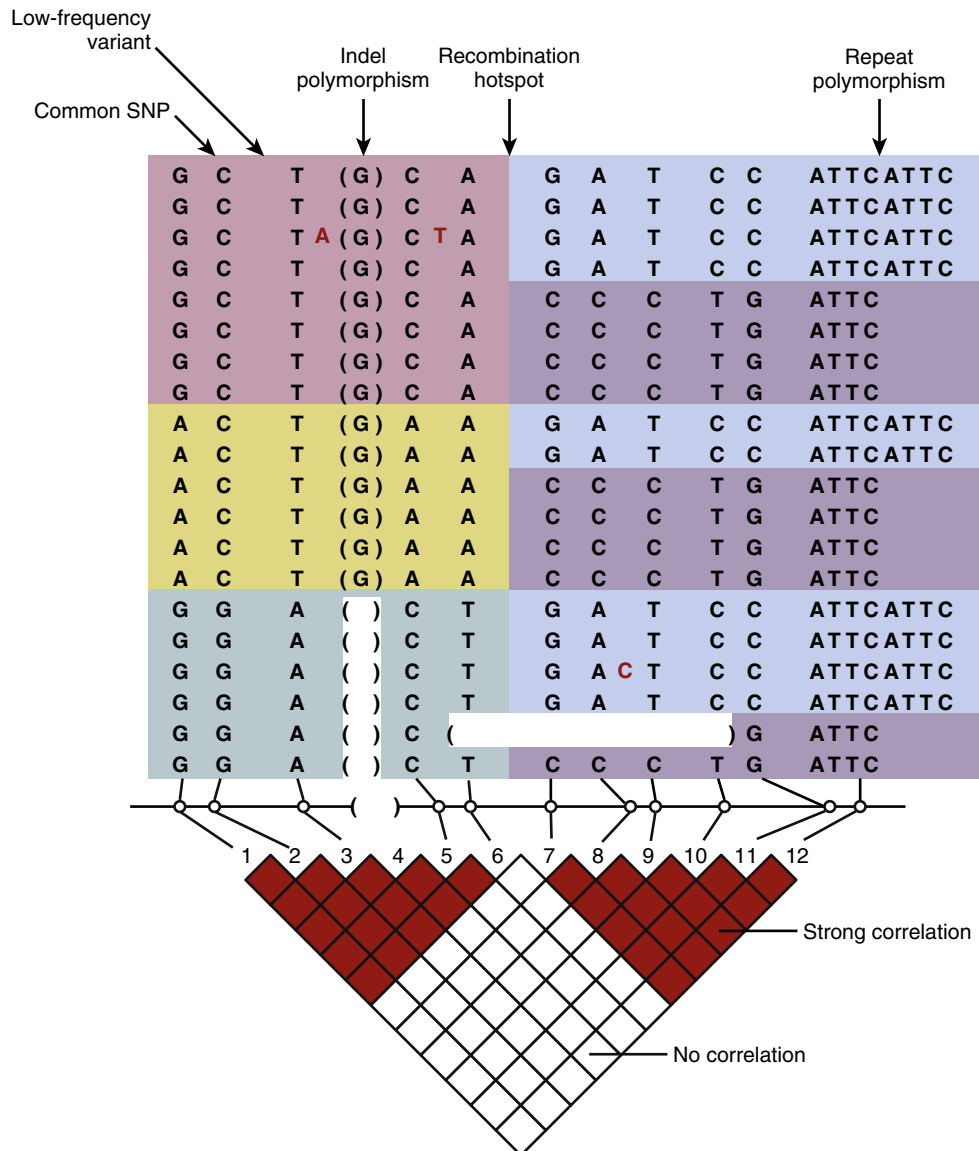 Low-frequency
variant
Common SNP
Indel
polymorphism
Recombination
hotspot
Repeat
polymorphism
G C T (G) C A G A T C C ATTCATTC
G C T (G) C A G A T C C ATTCATTC
G C T A (G) C T A G A T C C ATTCATTC
G C T (G) C A G A T C C ATTCATTC
G C T (G) C A C C C T G ATTC
G C T (G) C A C C C T G ATTC
G C T (G) C A C C C T G ATTC
G C T (G) C A C C C T G ATTC
A C T (G) A A G A T C C ATTCATTC
A C T (G) A A G A T C C ATTCATTC
A C T (G) A A C C C T G ATTC
A C T (G) A A C C C T G ATTC
A C T (G) A A C C C T G ATTC
A C T (G) A A C C C T G ATTC
G G A ( ) C T G A T C C ATTCATTC
G G A ( ) C T G A T C C ATTCATTC
G G A ( ) C T G A C T C C ATTCATTC
G G A ( ) C T G A T C C ATTCATTC
G G A ( ) C ( ) G ATTC
G G A ( ) C T C C C T G ATTC
( )
1 2 3 4 5 6 7 8 9 10 11 12
Strong correlation
No correlation